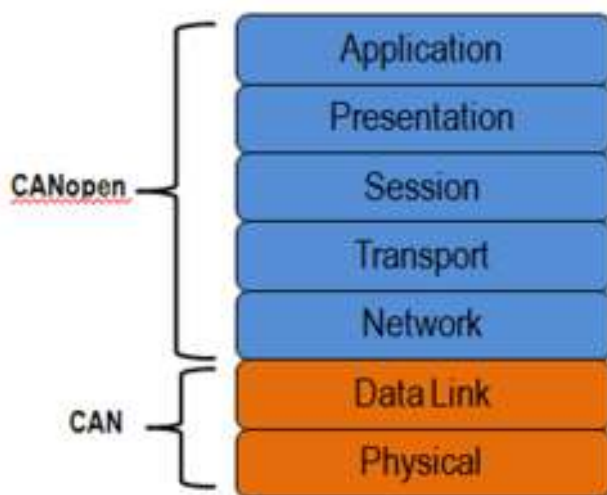 Application
Presentation
CANopen
Session
Transport
Network
Data Link
CAN
Physical